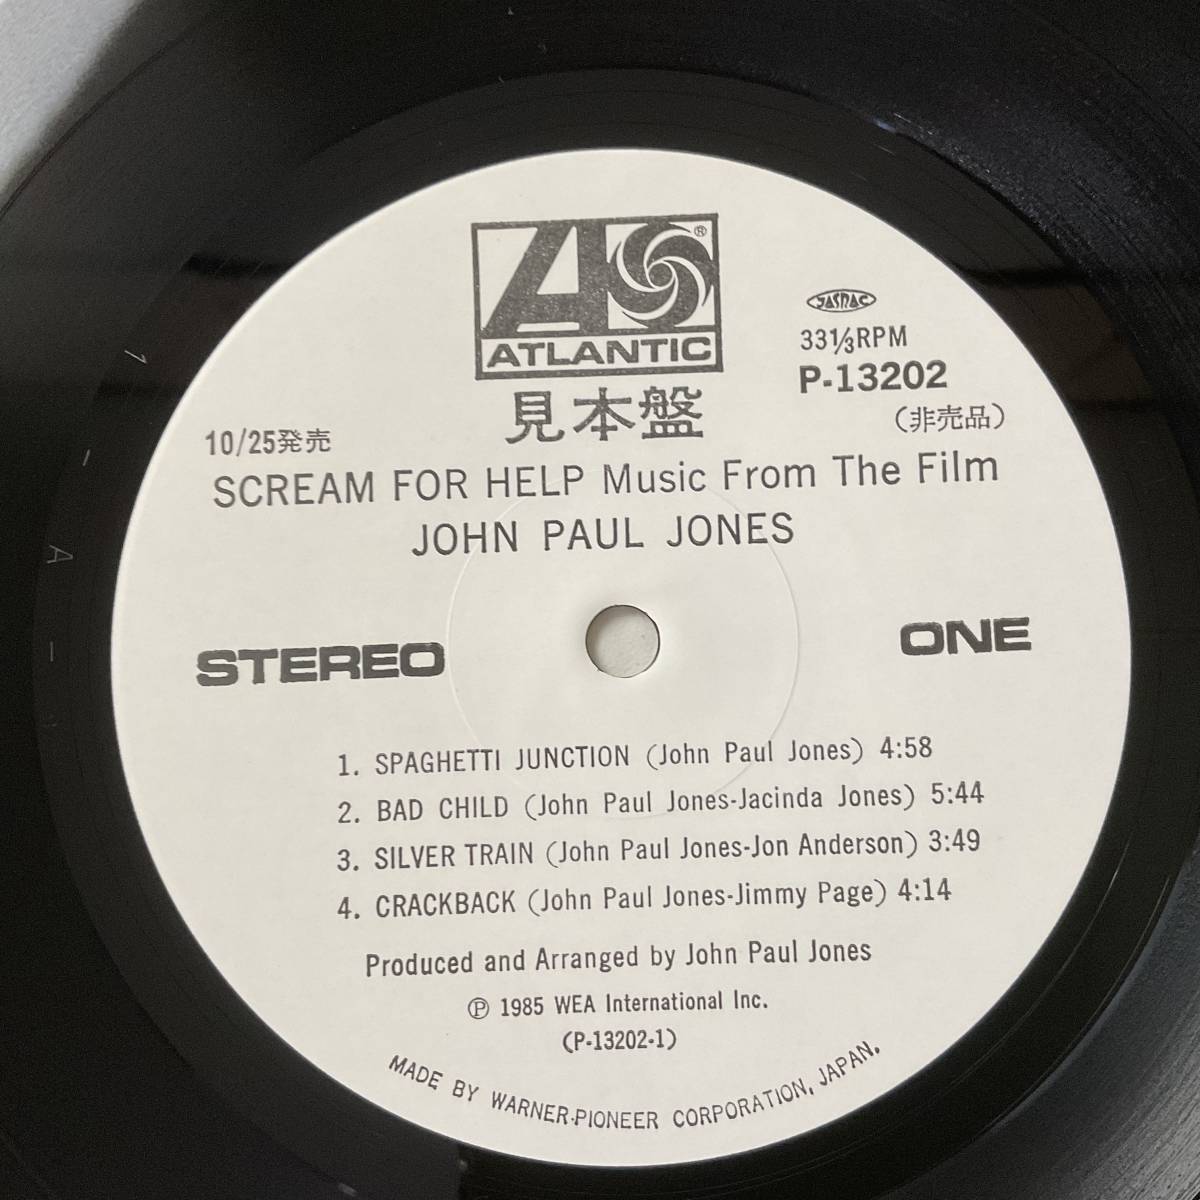 ®
ATLANTIC
JASRAC
33⅓RPM
P-13202
見本盤
(非売品)
10/25発売
SCREAM FOR HELP Music From The Film
JOHN PAUL JONES
STEREO
ONE
1. SPAGHETTI JUNCTION (John Paul Jones) 4:58
2. BAD CHILD (John Paul Jones-Jacinda Jones) 5:44
3. SILVER TRAIN (John Paul Jones-Jon Anderson) 3:49
4. CRACKBACK (John Paul Jones-Jimmy Page) 4:14
Produced and Arranged by John Paul Jones
Ⓟ 1985 WEA International Inc.
(P-13202-1)
MADE BY WARNER-PIONEER CORPORATION, JAPAN.